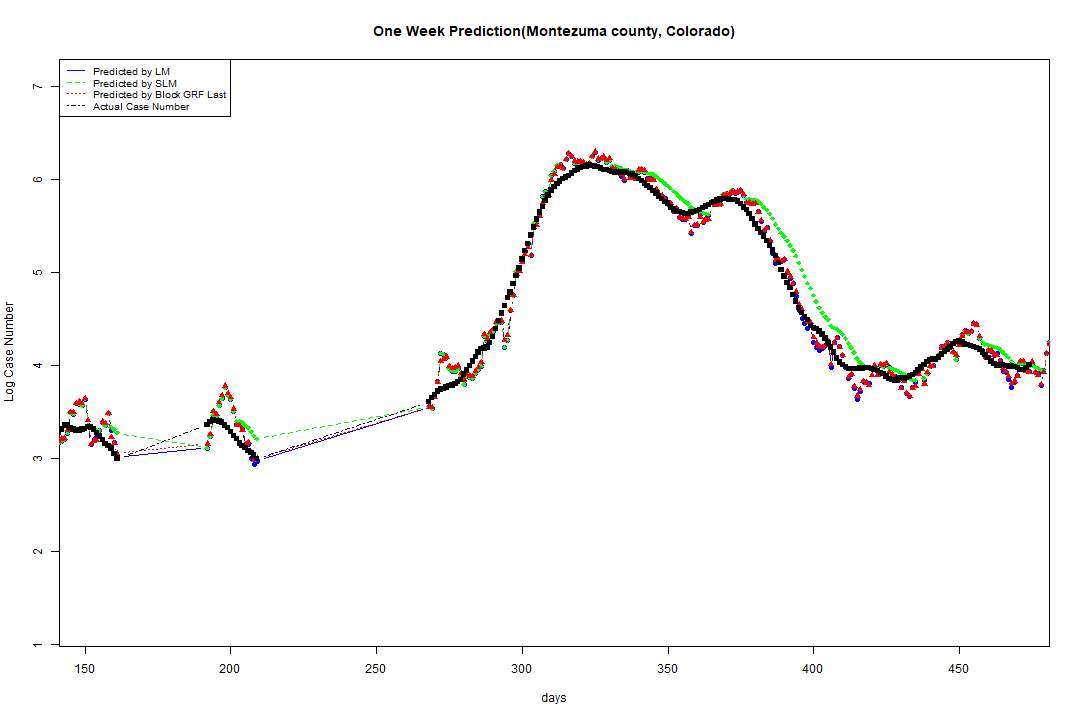 One Week Prediction(Montezuma county, Colorado)
Predicted by LM
Predicted by SLM
Predicted by Block GRF Last
Actual Case Number
Log Case Number
7
6
5
4
3
2
1
150 200 250 300 350 400 450
days